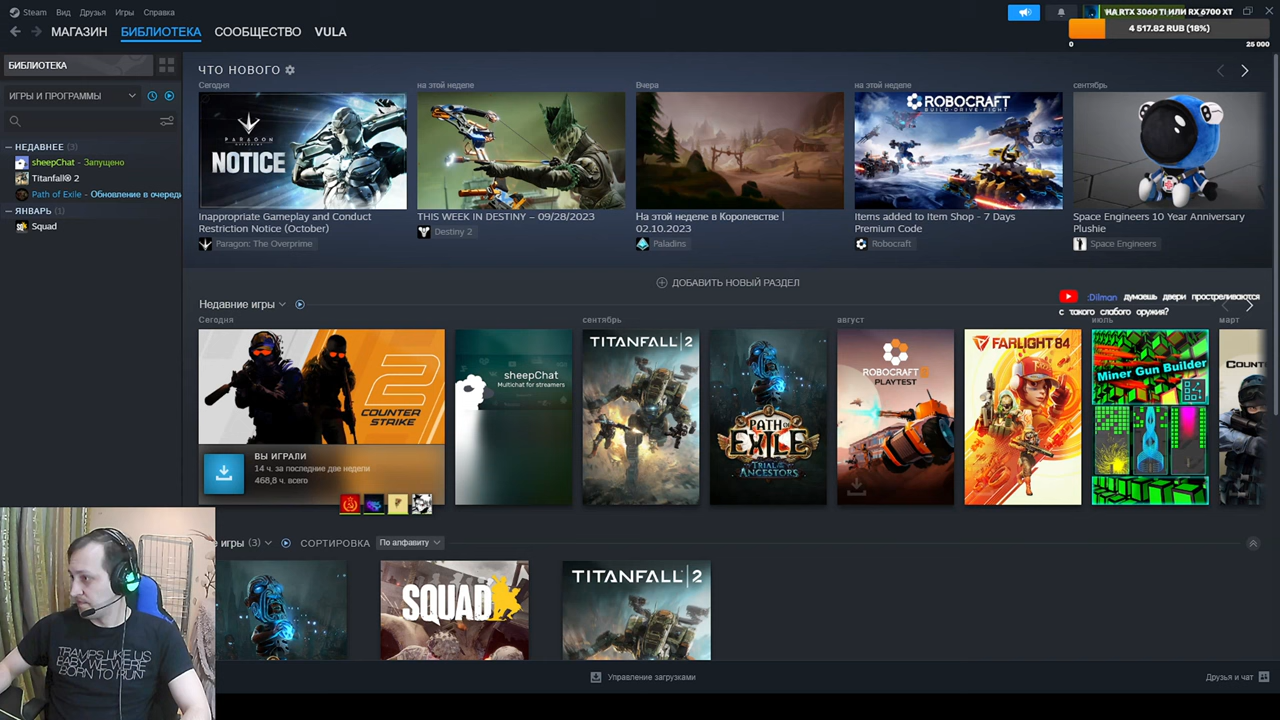 Steam Вид Друзья Игры Справка
НА RTX 3060 TI ИЛИ RX 6700 XT
МАГАЗИН БИБЛИОТЕКА СООБЩЕСТВО VULA
4 517.82 RUB (18%)
0 25 000
БИБЛИОТЕКА
ИГРЫ И ПРОГРАММЫ
НЕДАВНЕЕ (3)
sheepChat - Запущено
Titanfall® 2
Path of Exile - Обновление в очереди
ЯНВАРЬ (1)
Squad
ЧТО НОВОГО
Сегодня
на этой неделе
Вчера
на этой неделе
сентябрь
PARAGON
THE OVERPRIME
NOTICE
ROBOCRAFT
BUILD • DRIVE • FIGHT
Inappropriate Gameplay and Conduct
Restriction Notice (October)
Paragon: The Overprime
THIS WEEK IN DESTINY – 09/28/2023
Destiny 2
На этой неделе в Королевстве |
02.10.2023
Paladins
Items added to Item Shop - 7 Days
Premium Code
Robocraft
Space Engineers 10 Year Anniversary
Plushie
Space Engineers
ДОБАВИТЬ НОВЫЙ РАЗДЕЛ
:Dilman думаешь двери простреливаются
с такого слабого оружия?
Недавние игры
Сегодня
сентябрь
август
июль
март
2
COUNTER
STRIKE
ВЫ ИГРАЛИ
14 ч. за последние две недели
468,8 ч. всего
sheepChat
Multichat for streamers
TITANFALL 2
PATH OF
EXILE
TRIAL OF THE
ANCESTORS
ROBOCRAFT 2
PLAYTEST
FARLIGHT 84
Miner Gun Builder
COUNT
игры (3) СОРТИРОВКА По алфавиту
SQUAD
TITANFALL 2
TRAMPS LIKE US
BABY WE WERE
BORN TO RUN
Управление загрузками
Друзья и чат